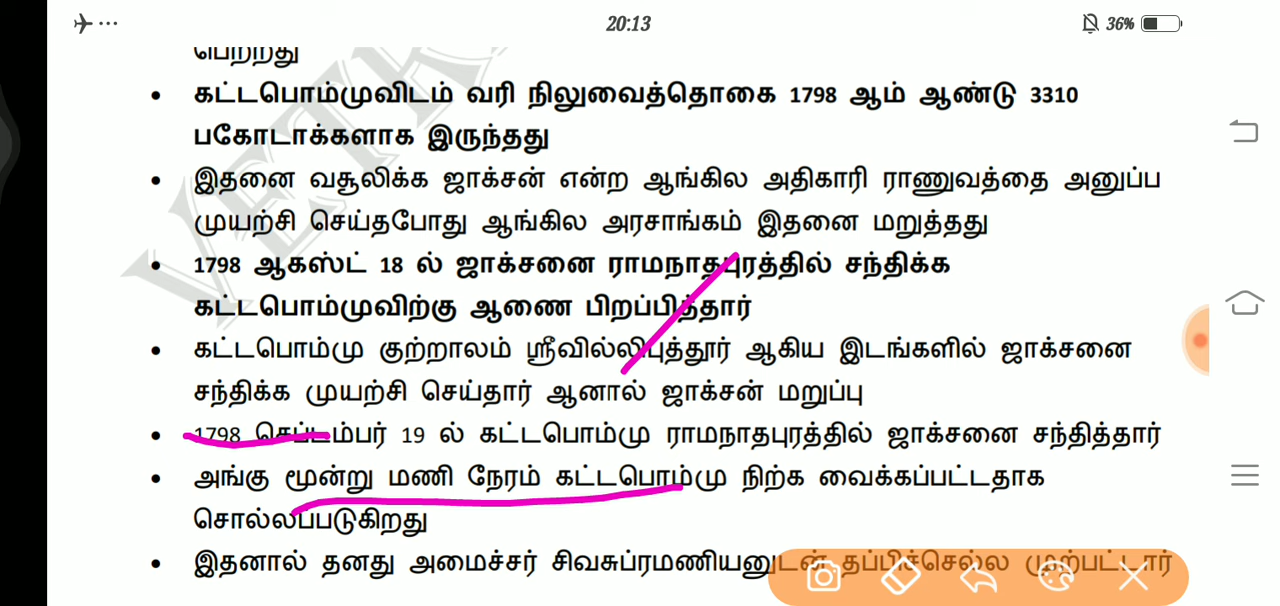 20:13
36%
பெற்றது
• கட்டபொம்முவிடம் வரி நிலுவைத்தொகை 1798 ஆம் ஆண்டு 3310
பகோடாக்களாக இருந்தது
• இதனை வசூலிக்க ஜாக்சன் என்ற ஆங்கில அதிகாரி ராணுவத்தை அனுப்ப
முயற்சி செய்தபோது ஆங்கில அரசாங்கம் இதனை மறுத்தது
• 1798 ஆகஸ்ட் 18 ல் ஜாக்சனை ராமநாதபுரத்தில் சந்திக்க
கட்டபொம்முவிற்கு ஆணை பிறப்பித்தார்
• கட்டபொம்மு குற்றாலம் ஸ்ரீவில்லிபுத்தூர் ஆகிய இடங்களில் ஜாக்சனை
சந்திக்க முயற்சி செய்தார் ஆனால் ஜாக்சன் மறுப்பு
• 1798 செப்டம்பர் 19 ல் கட்டபொம்மு ராமநாதபுரத்தில் ஜாக்சனை சந்தித்தார்
• அங்கு மூன்று மணி நேரம் கட்டபொம்மு நிற்க வைக்கப்பட்டதாக
சொல்லப்படுகிறது
• இதனால் தனது அமைச்சர் சிவசுப்ரமணியனுடன் தப்பிச்செல்ல முற்பட்டார்